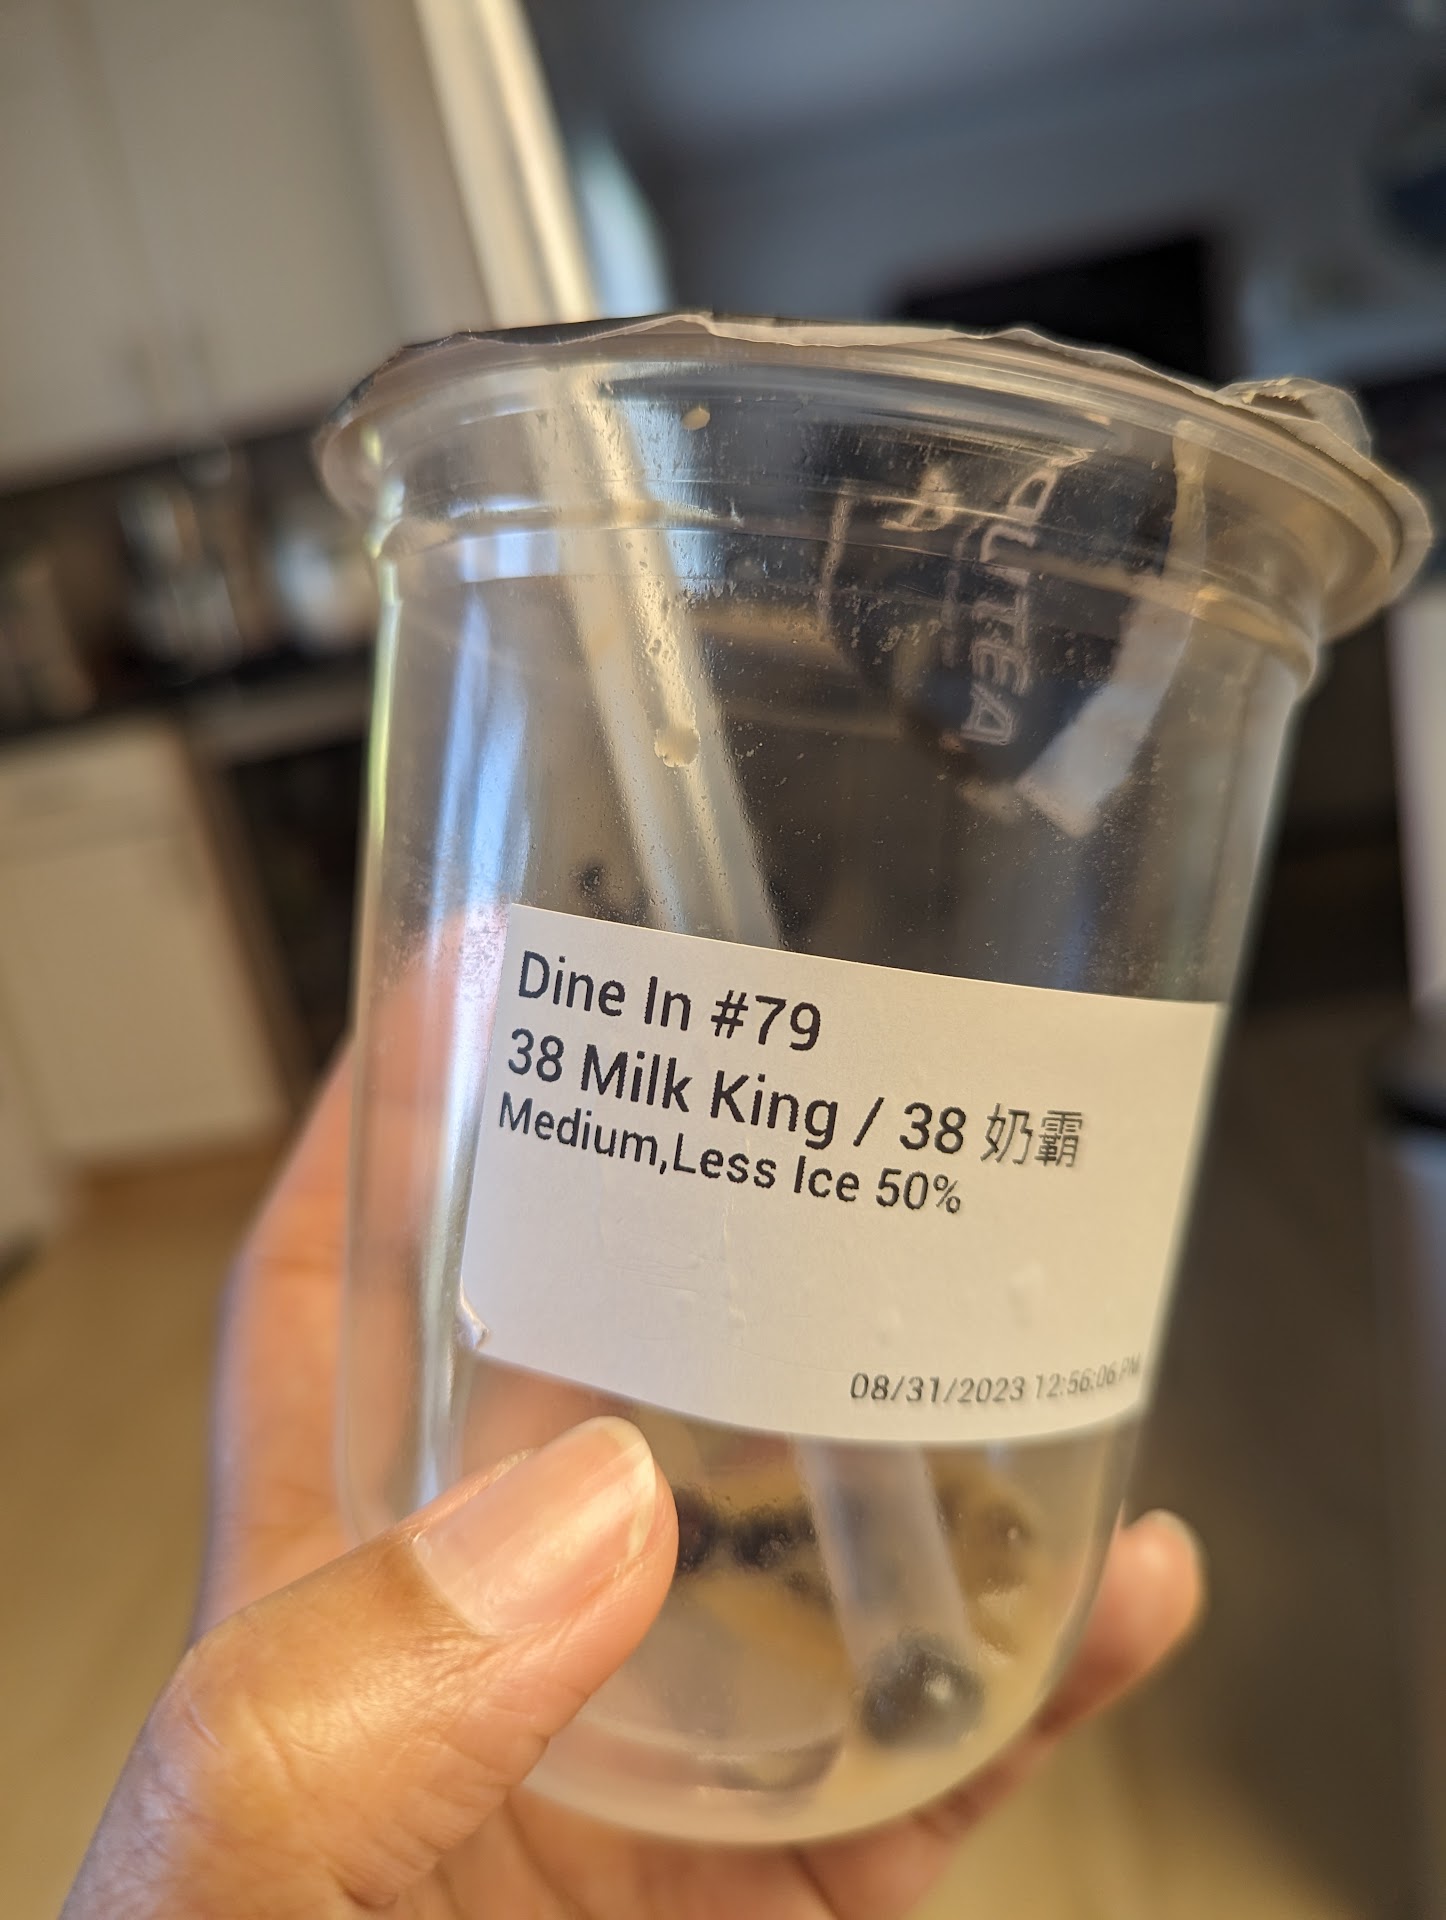 Dine In #79
38 Milk King / 38 奶霸
Medium,Less Ice 50%
08/31/2023 12:56:06 PM